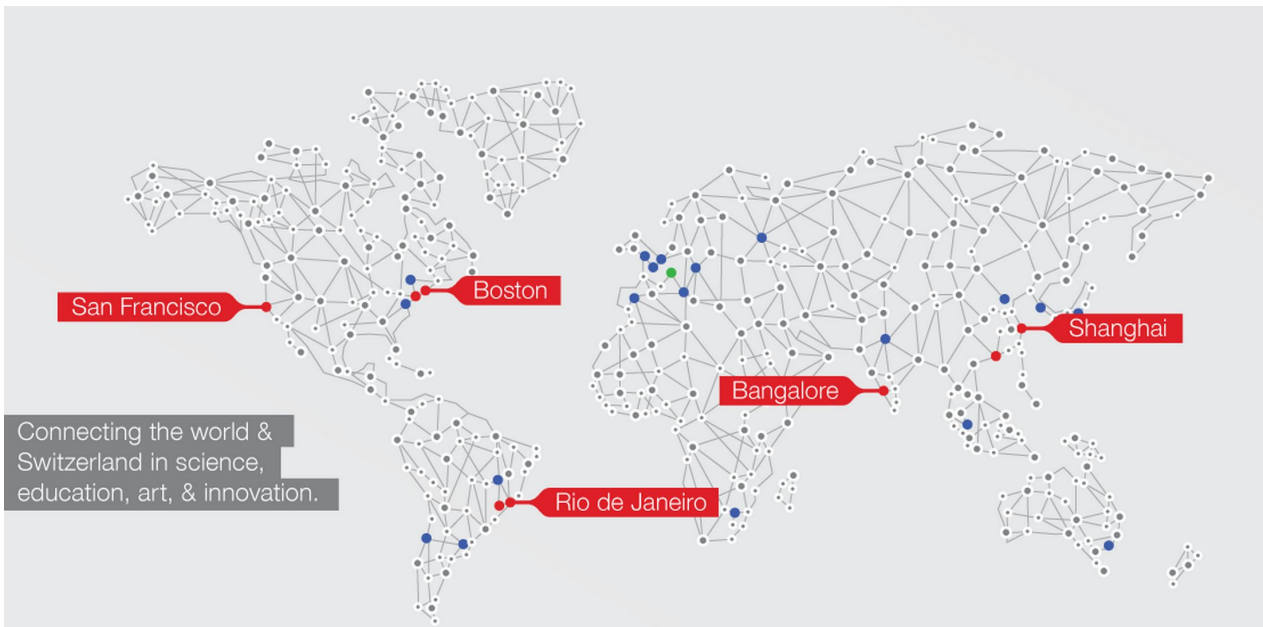 San Francisco
Boston
Shanghai
Bangalore
Connecting the world &
Switzerland in science,
education, art, & innovation.
Rio de Janeiro